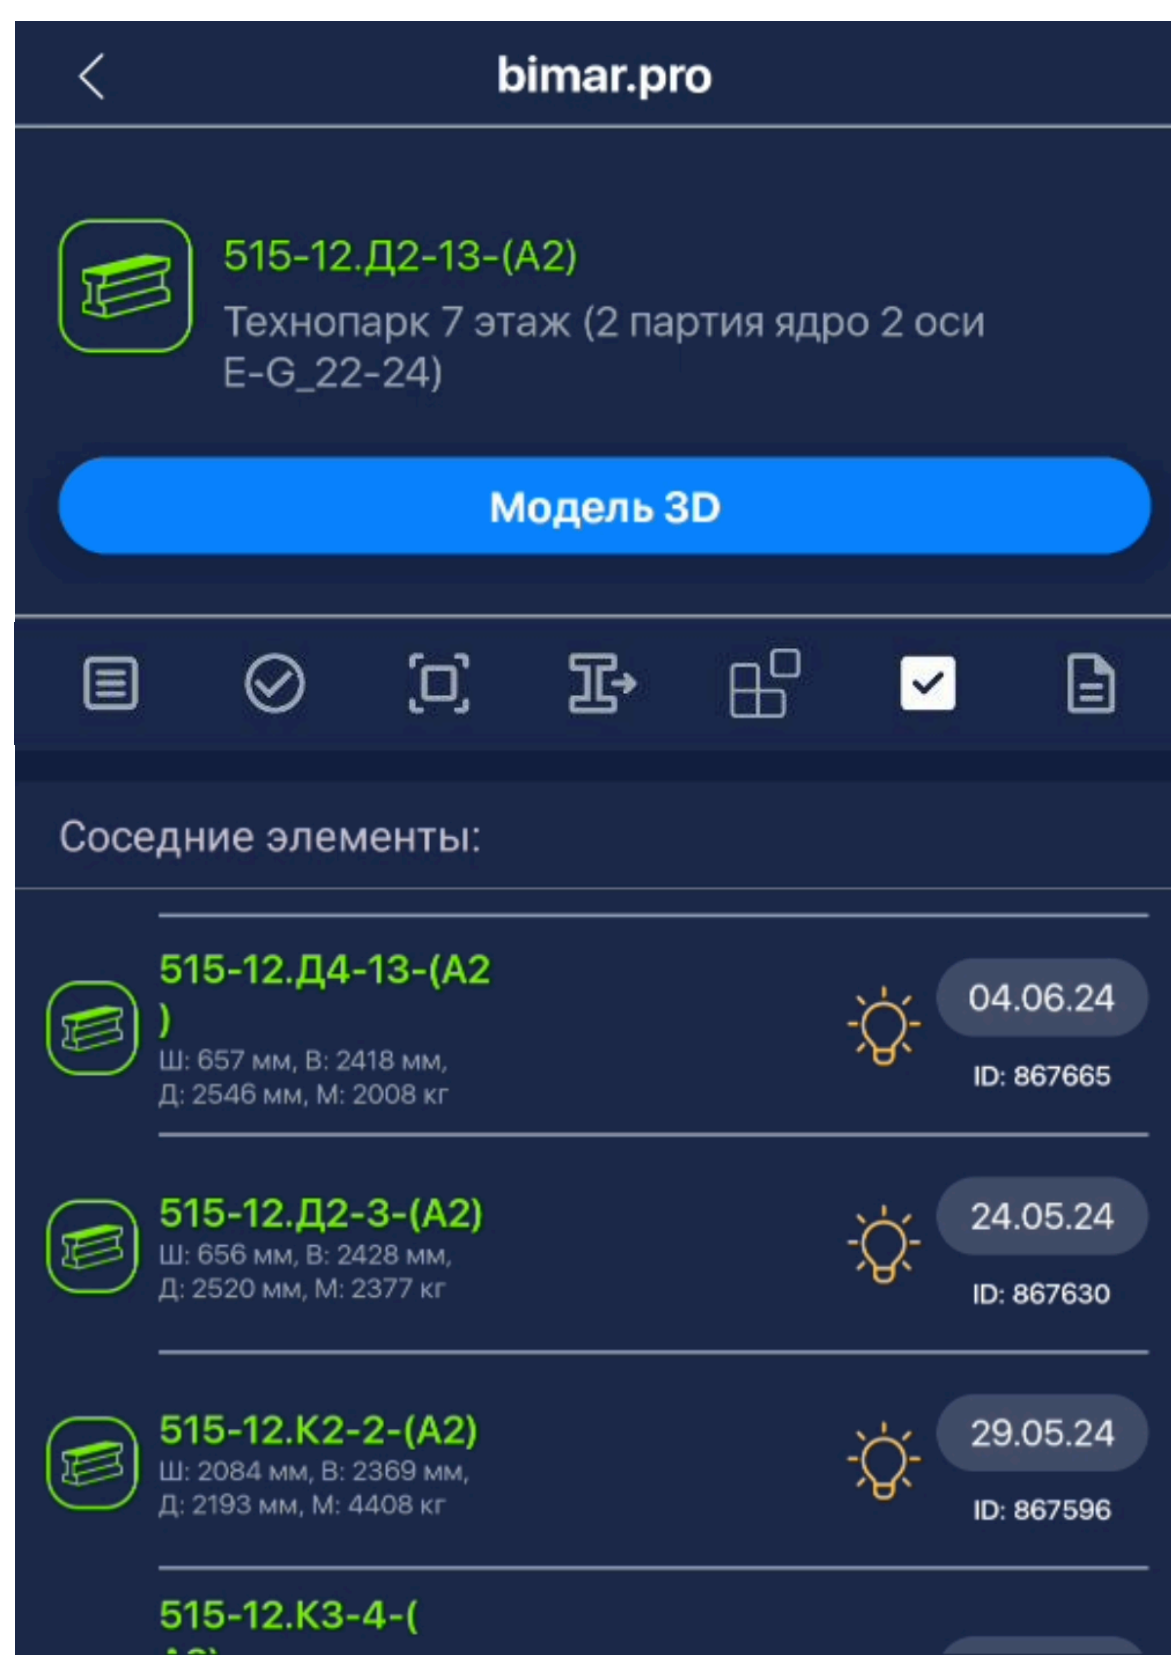 bimar.pro
515-12.Д2-13-(А2)
Технопарк 7 этаж (2 партия ядро 2 оси
E-G_22-24)
Модель 3D
Соседние элементы:
515-12.Д4-13-(А2
)
Ш: 657 мм, В: 2418 мм,
Д: 2546 мм, М: 2008 кг
04.06.24
ID: 867665
515-12.Д2-3-(А2)
Ш: 656 мм, В: 2428 мм,
Д: 2520 мм, М: 2377 кг
24.05.24
ID: 867630
515-12.К2-2-(А2)
Ш: 2084 мм, В: 2369 мм,
Д: 2193 мм, М: 4408 кг
29.05.24
ID: 867596
515-12.К3-4-(